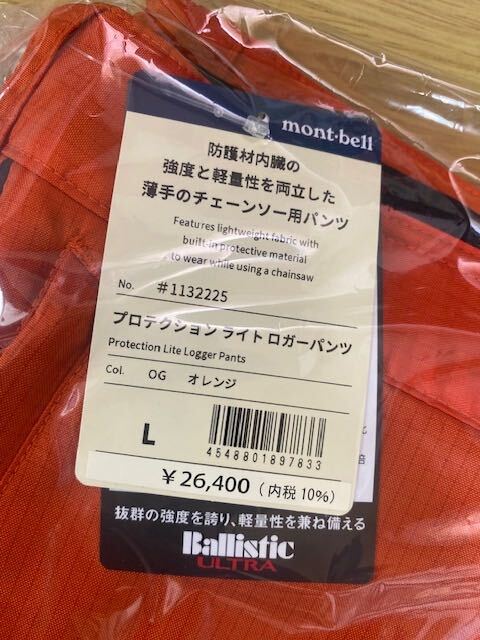 mont·bell
防護材内臓の
強度と軽量性を両立した
薄手のチェーンソー用パンツ
Features lightweight fabric with
built-in protective material
to wear while using a chainsaw
No. #1132225
プロテクション ライト ロガーパンツ
Protection Lite Logger Pants
Col. OG オレンジ
L
4548801897833
¥26,400 (内税10%)
抜群の強度を誇り、軽量性を兼ね備える
Ballistic
ULTRA